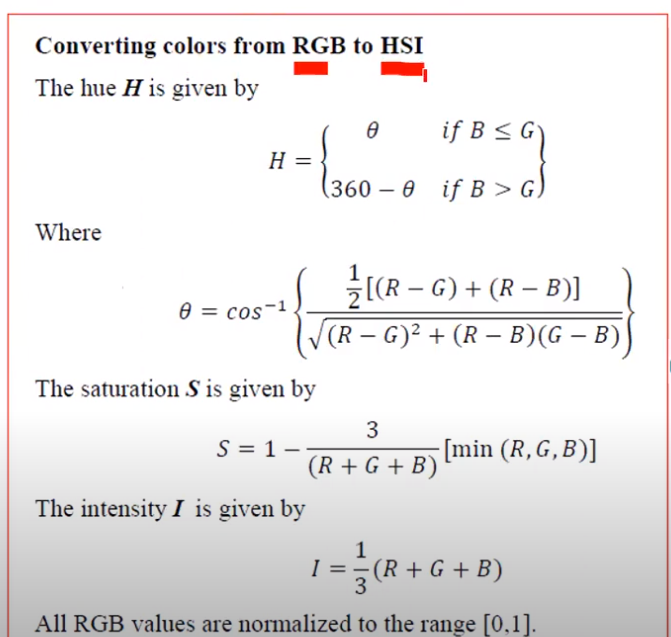 Converting colors from RGB to HSI
The hue H is given by
H = { θ if B ≤ G
360 − θ if B > G }
Where
θ = cos⁻¹ { ½[(R − G) + (R − B)] / √((R − G)² + (R − B)(G − B)) }
The saturation S is given by
S = 1 − 3/(R + G + B) [min (R, G, B)]
The intensity I is given by
I = 1/3 (R + G + B)
All RGB values are normalized to the range [0,1].